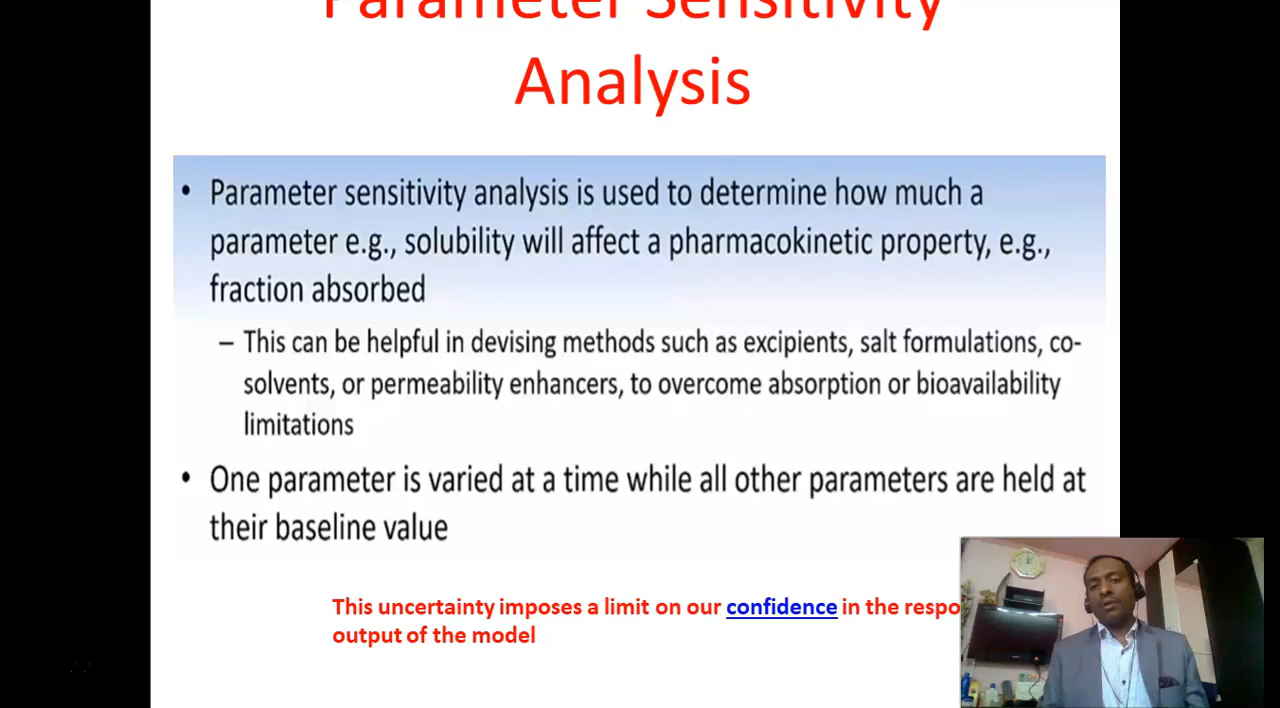 Parameter Sensitivity
Analysis
• Parameter sensitivity analysis is used to determine how much a
parameter e.g., solubility will affect a pharmacokinetic property, e.g.,
fraction absorbed
– This can be helpful in devising methods such as excipients, salt formulations, co-
solvents, or permeability enhancers, to overcome absorption or bioavailability
limitations
• One parameter is varied at a time while all other parameters are held at
their baseline value
This uncertainty imposes a limit on our confidence in the respo
output of the model